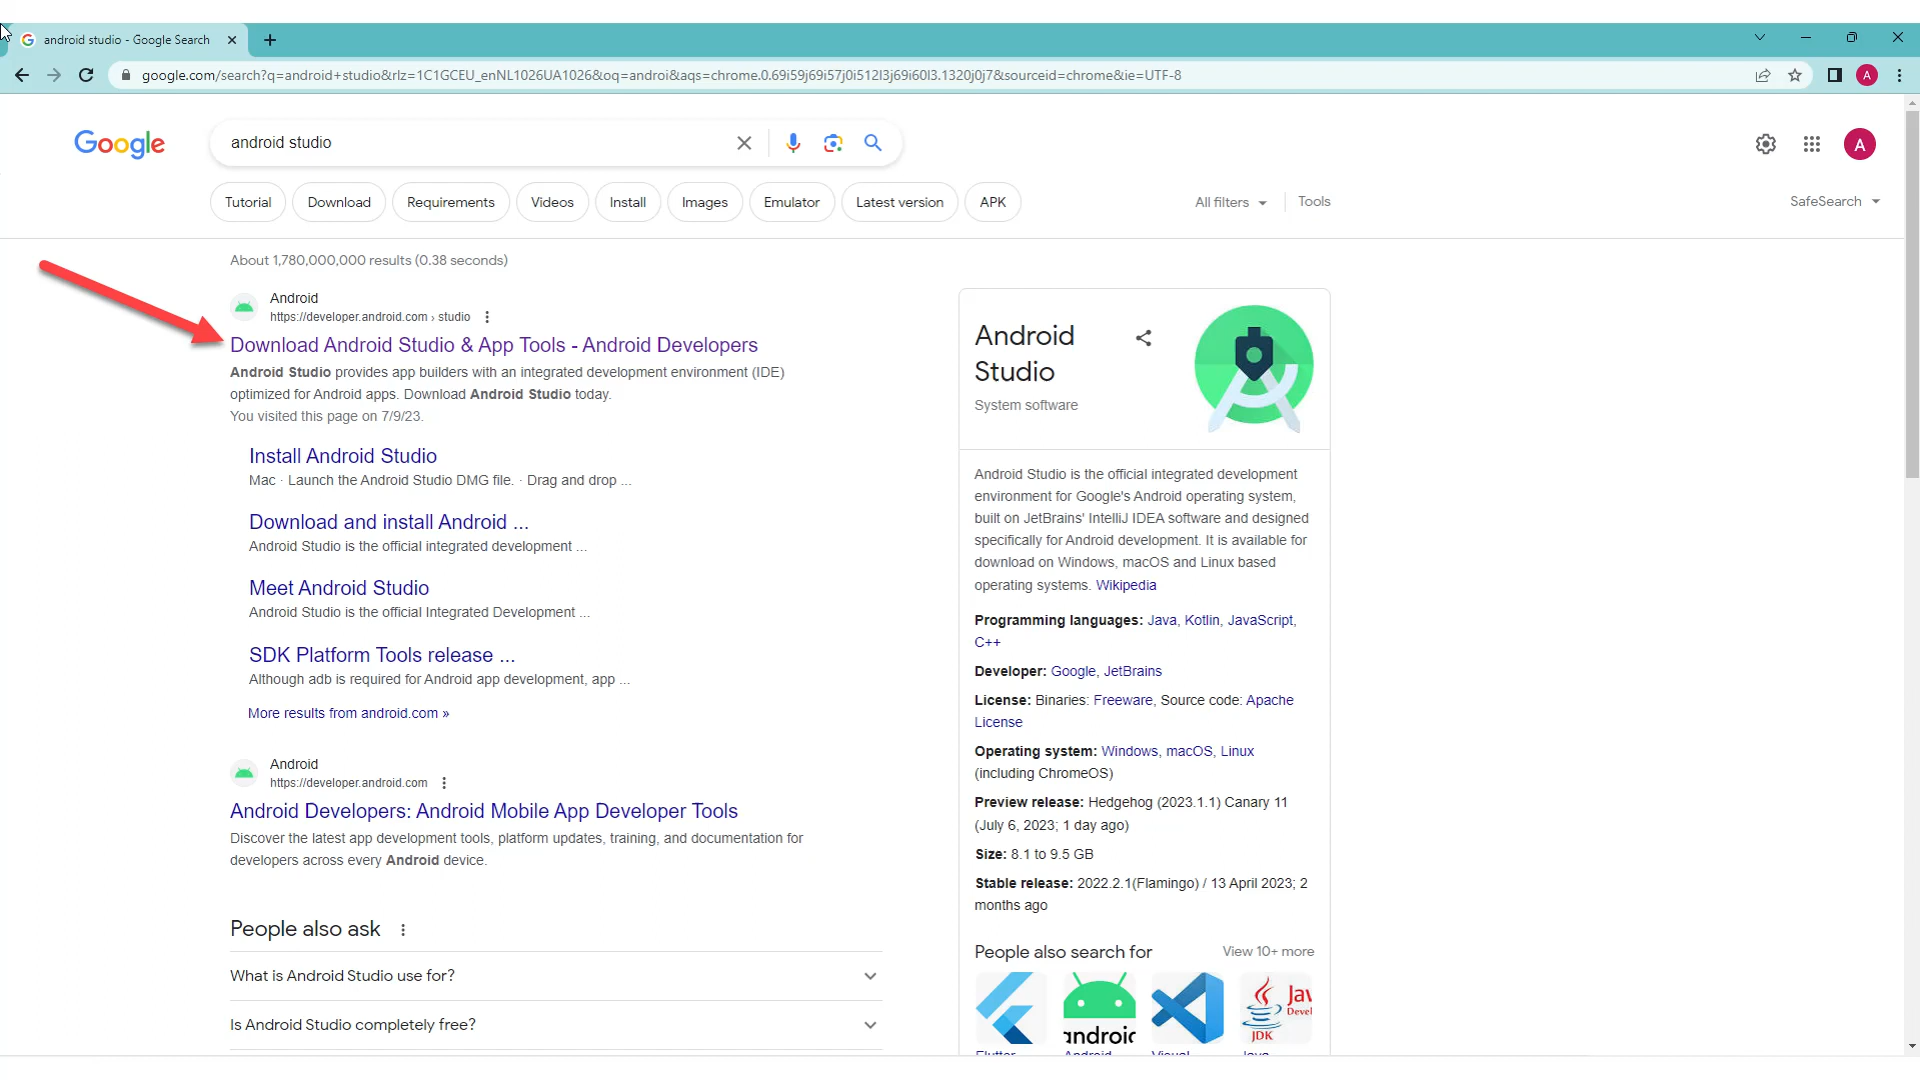 android studio - Google Search
google.com/search?q=android+studio&rlz=1C1GCEU_enNL1026UA1026&oq=androi&aqs=chrome.0.69i59j69i57j0i512l3j69i60l3.1320j0j7&sourceid=chrome&ie=UTF-8
A
Google
android studio
A
Tutorial
Download
Requirements
Videos
Install
Images
Emulator
Latest version
APK
All filters
Tools
SafeSearch
About 1,780,000,000 results (0.38 seconds)
Android
https://developer.android.com › studio
Download Android Studio & App Tools - Android Developers
Android Studio provides app builders with an integrated development environment (IDE)
optimized for Android apps. Download Android Studio today.
You visited this page on 7/9/23.
Install Android Studio
Mac · Launch the Android Studio DMG file. · Drag and drop ...
Download and install Android ...
Android Studio is the official integrated development ...
Meet Android Studio
Android Studio is the official Integrated Development ...
SDK Platform Tools release ...
Although adb is required for Android app development, app ...
More results from android.com »
Android
https://developer.android.com
Android Developers: Android Mobile App Developer Tools
Discover the latest app development tools, platform updates, training, and documentation for
developers across every Android device.
People also ask
What is Android Studio use for?
Is Android Studio completely free?
Android
Studio
System software
Android Studio is the official integrated development
environment for Google's Android operating system,
built on JetBrains' IntelliJ IDEA software and designed
specifically for Android development. It is available for
download on Windows, macOS and Linux based
operating systems. Wikipedia
Programming languages: Java, Kotlin, JavaScript,
C++
Developer: Google, JetBrains
License: Binaries: Freeware, Source code: Apache
License
Operating system: Windows, macOS, Linux
(including ChromeOS)
Preview release: Hedgehog (2023.1.1) Canary 11
(July 6, 2023; 1 day ago)
Size: 8.1 to 9.5 GB
Stable release: 2022.2.1(Flamingo) / 13 April 2023; 2
months ago
People also search for
View 10+ more
android
Jav
Devel
JDK
Flutter
Android
Visual
Java